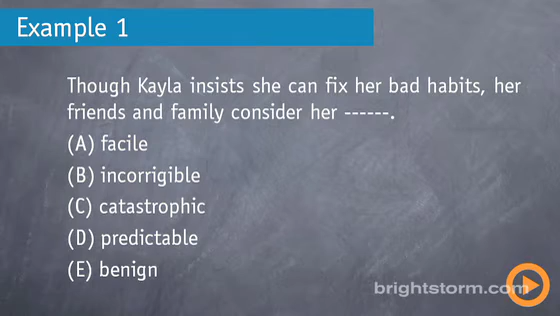 Example 1
Though Kayla insists she can fix her bad habits, her
friends and family consider her ------.
(A) facile
(B) incorrigible
(C) catastrophic
(D) predictable
(E) benign
brightstorm.com